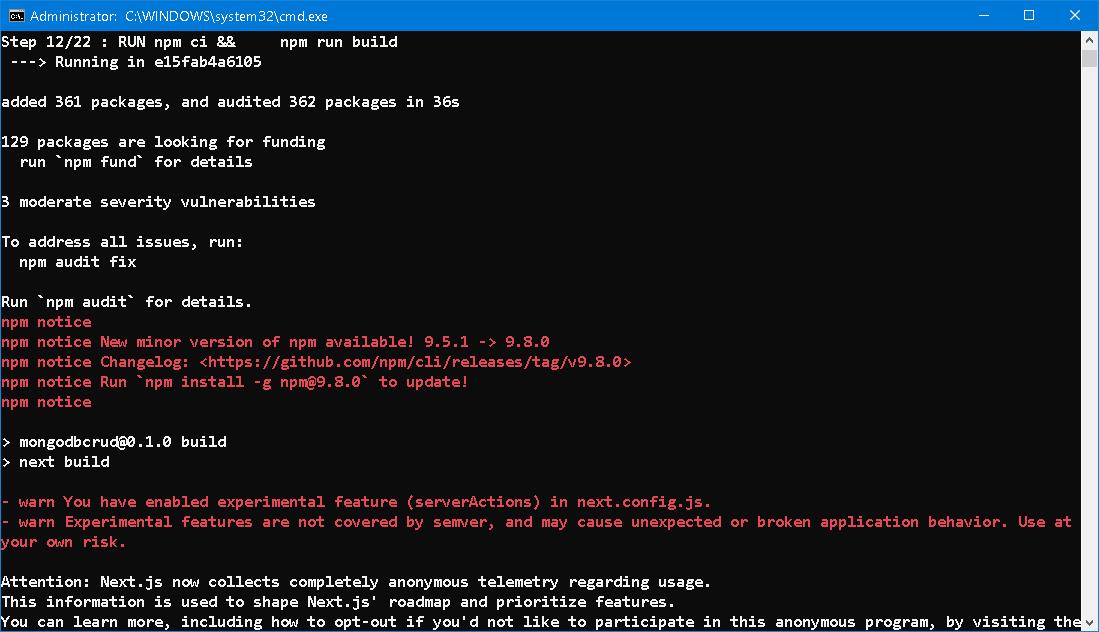 Administrator: C:\WINDOWS\system32\cmd.exe
Step 12/22 : RUN npm ci &&     npm run build
 ---> Running in e15fab4a6105
added 361 packages, and audited 362 packages in 36s
129 packages are looking for funding
  run `npm fund` for details
3 moderate severity vulnerabilities
To address all issues, run:
  npm audit fix
Run `npm audit` for details.
npm notice
npm notice New minor version of npm available! 9.5.1 -> 9.8.0
npm notice Changelog: <https://github.com/npm/cli/releases/tag/v9.8.0>
npm notice Run `npm install -g npm@9.8.0` to update!
npm notice
> mongodbcrud@0.1.0 build
> next build
- warn You have enabled experimental feature (serverActions) in next.config.js.
- warn Experimental features are not covered by semver, and may cause unexpected or broken application behavior. Use at
your own risk.
Attention: Next.js now collects completely anonymous telemetry regarding usage.
This information is used to shape Next.js' roadmap and prioritize features.
You can learn more, including how to opt-out if you'd not like to participate in this anonymous program, by visiting the